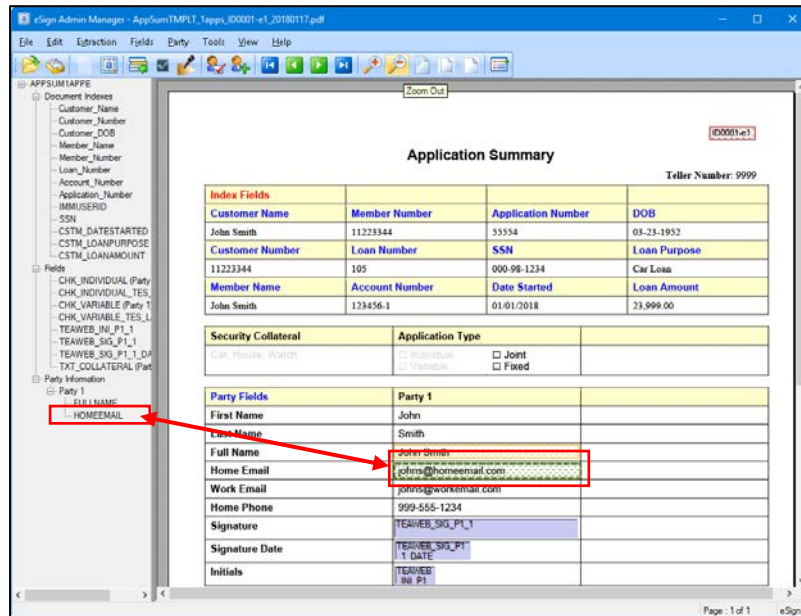 eSign Admin Manager - AppSumTMPLT_1apps_ID0001-e1_20180117.pdf
File Edit Extraction Fields Party Tools View Help
Zoom Out
APPSUM1APPE
Document Indexes
Customer_Name
Customer_Number
Customer_DOB
Member_Name
Member_Number
Loan_Number
Account_Number
Application_Number
IMMUSERID
SSN
CSTM_DATESTARTED
CSTM_LOANPURPOSE
CSTM_LOANAMOUNT
Fields
CHK_INDIVIDUAL (Party
CHK_INDIVIDUAL_TES_
CHK_VARIABLE (Party 1)
CHK_VARIABLE_TES_L
TEAWEB_INI_P1_1
TEAWEB_SIG_P1_1
TEAWEB_SIG_P1_1_DA
TXT_COLLATERAL (Part
Party Information
Party 1
FULLNAME
HOMEEMAIL
ID0001-e1
Application Summary
Teller Number: 9999
Index Fields
Customer Name Member Number Application Number DOB
John Smith 11223344 55554 03-23-1952
Customer Number Loan Number SSN Loan Purpose
11223344 105 000-98-1234 Car Loan
Member Name Account Number Date Started Loan Amount
John Smith 123456-1 01/01/2018 23,999.00
Security Collateral Application Type
Car, House, Watch Individual Joint
Variable Fixed
Party Fields Party 1
First Name John
Last Name Smith
Full Name John Smith
Home Email johns@homeemail.com
Work Email johns@workemail.com
Home Phone 999-555-1234
Signature TEAWEB_SIG_P1_1
Signature Date TEAWEB_SIG_P1
1_DATE
Initials TEAWEB
INI_P1
Page : 1 of 1 eSign